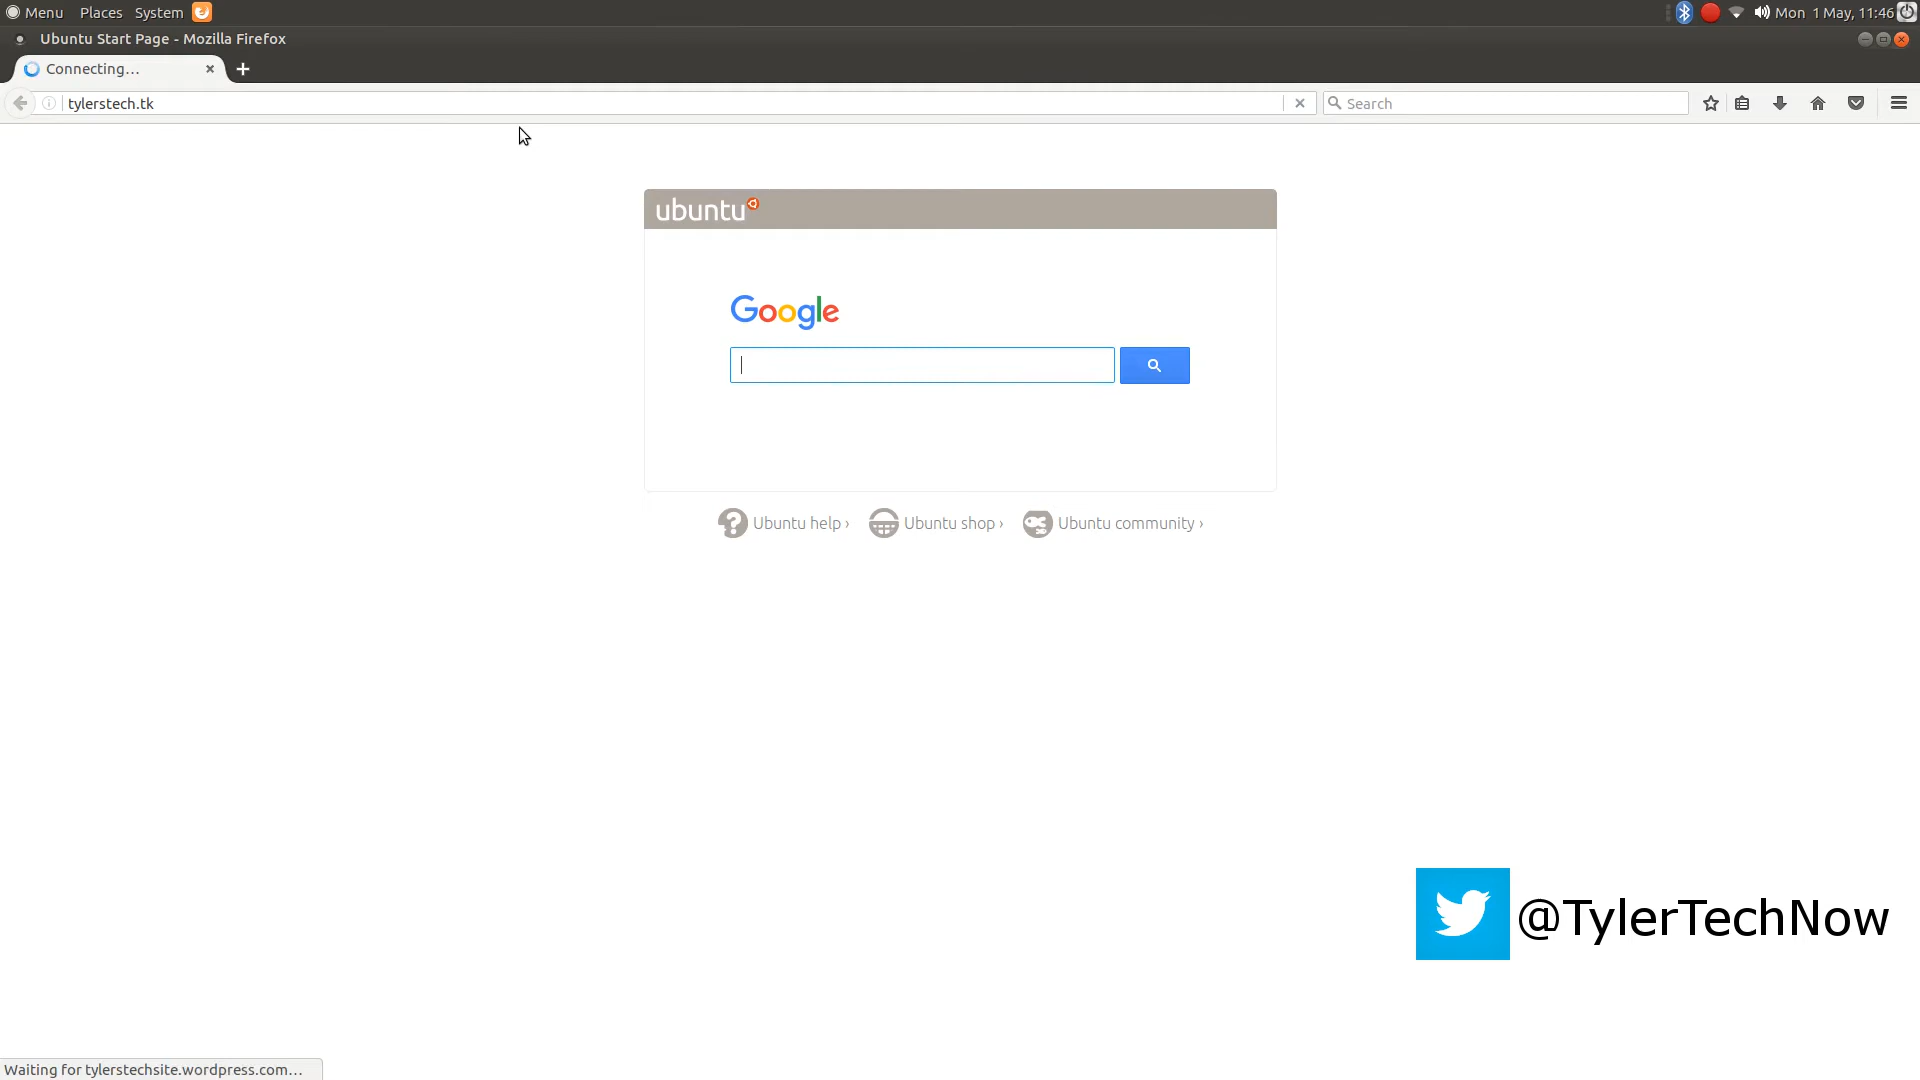 Menu Places System Mon 1 May, 11:46
Ubuntu Start Page - Mozilla Firefox
Connecting...
tylerstech.tk Search
ubuntu
Google
Ubuntu help › Ubuntu shop › Ubuntu community ›
@TylerTechNow
Waiting for tylerstechsite.wordpress.com...